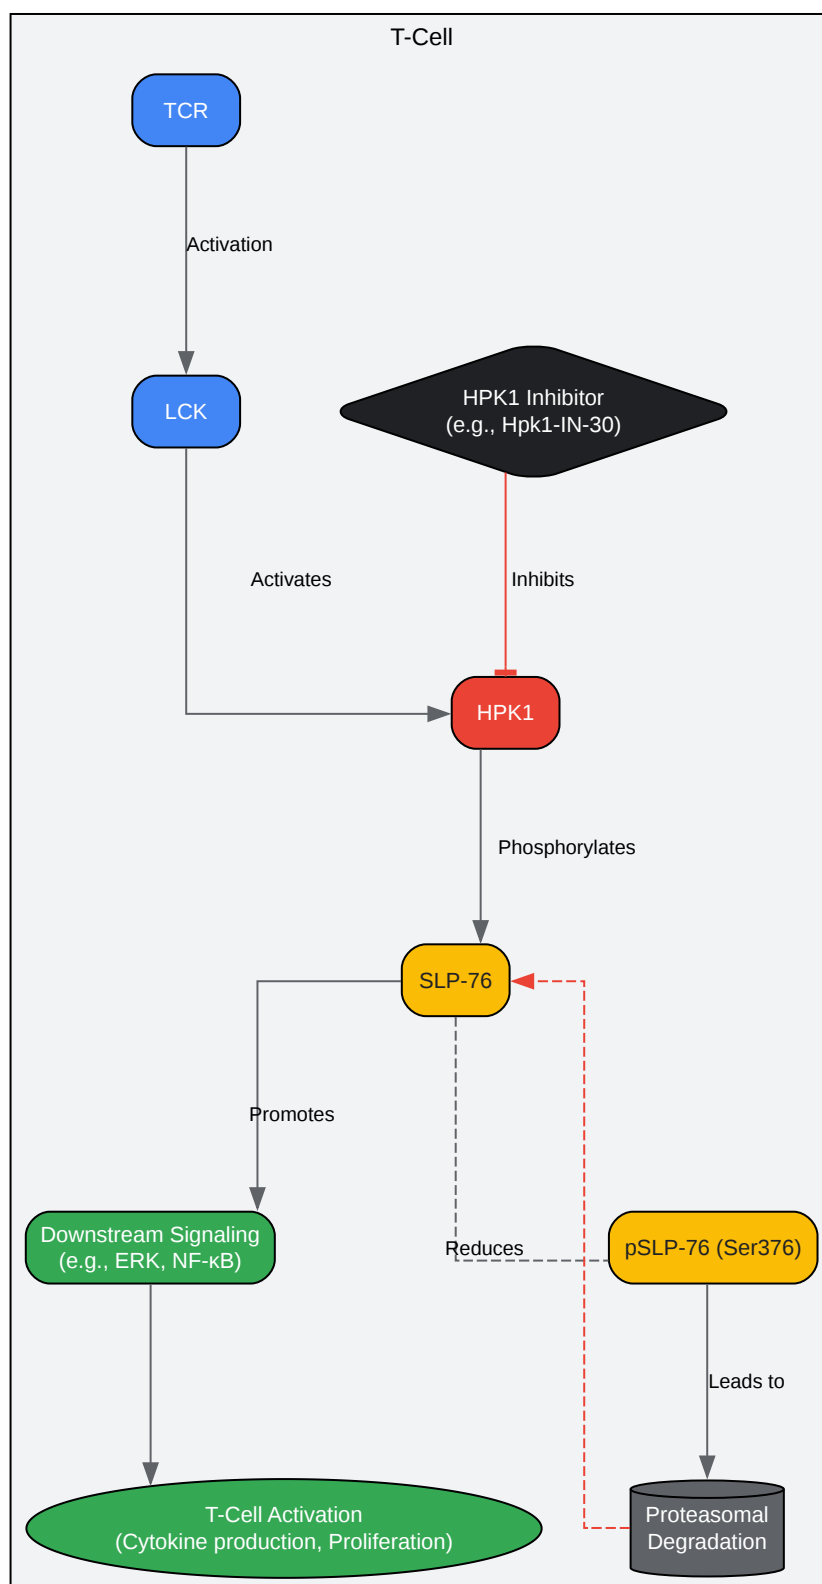 T-Cell
TCR
Activation
LCK
HPK1 Inhibitor
(e.g., Hpk1-IN-30)
Activates
Inhibits
HPK1
Phosphorylates
SLP-76
Promotes
Downstream Signaling
(e.g., ERK, NF-κB)
Reduces
pSLP-76 (Ser376)
Leads to
T-Cell Activation
(Cytokine production, Proliferation)
Proteasomal
Degradation